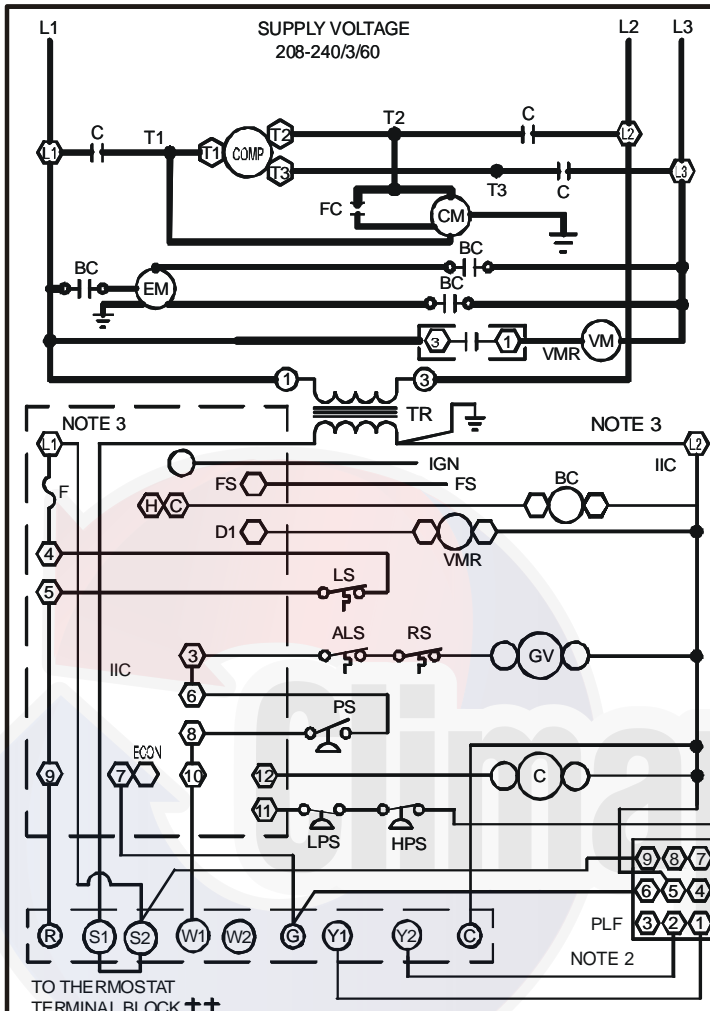 L1 SUPPLY VOLTAGE L2 L3
208-240/3/60
C T1 T2 C
L1 T1 COMP T2 L2
T3 T3 C L3
FC CM
BC EM BC
BC
3 1 VMR VM
1 3
TR
NOTE 3 NOTE 3
L1 L2
IGN IIC
F FS FS
H C BC
D1 VMR
4
5 LS
ALS RS
IIC 3 GV
6 PS
8
Climat
ECON
9 7 10 12 C
11
LPS HPS
9 8 7
6 5 4
PLF 3 2 1
R S1 S2 W1 W2 G Y1 Y2 C
NOTE 2
TO THERMOSTAT
TERMINAL BLOCK ‡‡